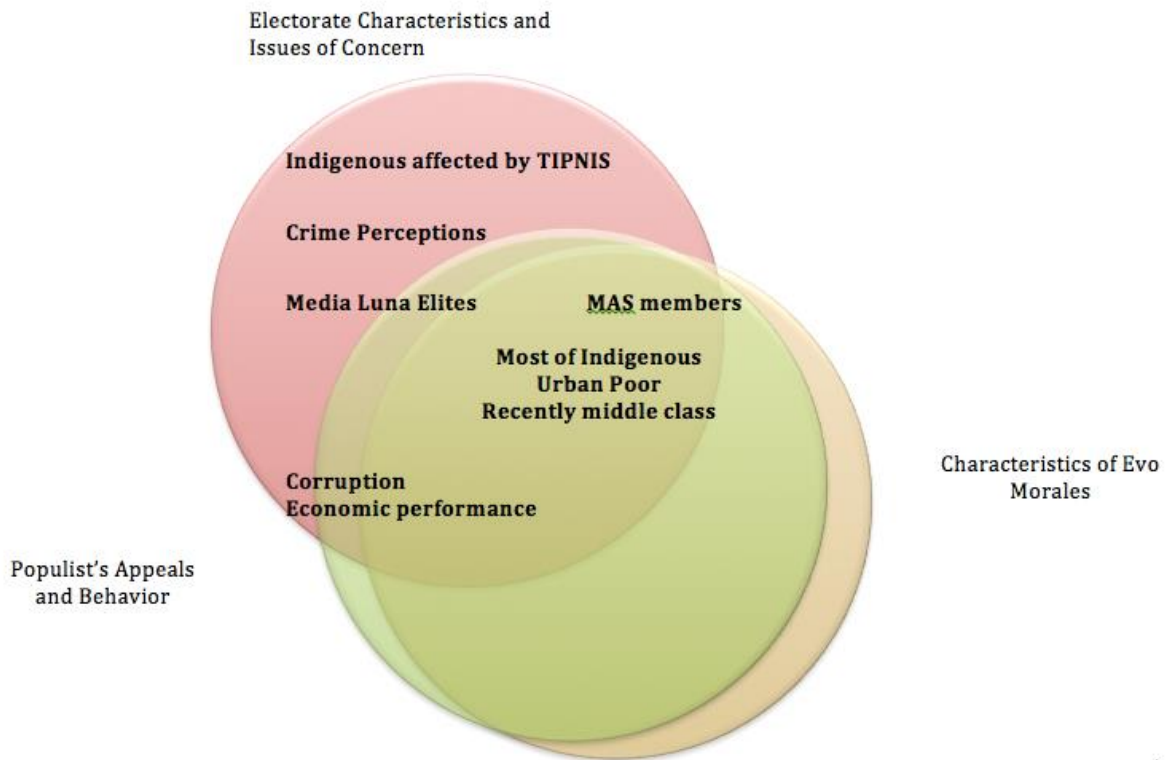 Electorate Characteristics and
Issues of Concern
Indigenous affected by TIPNIS
Crime Perceptions
Media Luna Elites
MAS members
Most of Indigenous
Urban Poor
Recently middle class
Corruption
Economic performance
Characteristics of Evo
Morales
Populist's Appeals
and Behavior